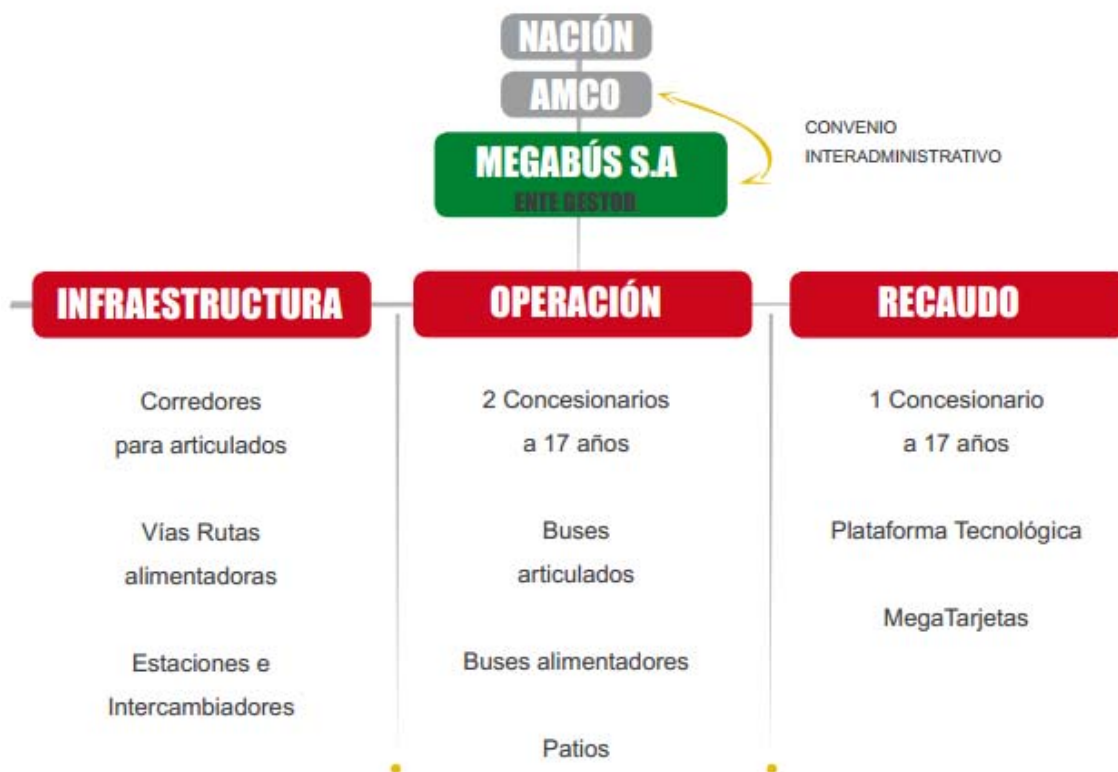 NACIÓN
AMCO
CONVENIO
INTERADMINISTRATIVO
MEGABÚS S.A
ENTE GESTOR
INFRAESTRUCTURA
Corredores
para articulados
Vías Rutas
alimentadoras
Estaciones e
Intercambiadores
OPERACIÓN
2 Concesionarios
a 17 años
Buses
articulados
Buses alimentadores
Patios
RECAUDO
1 Concesionario
a 17 años
Plataforma Tecnológica
MegaTarjetas